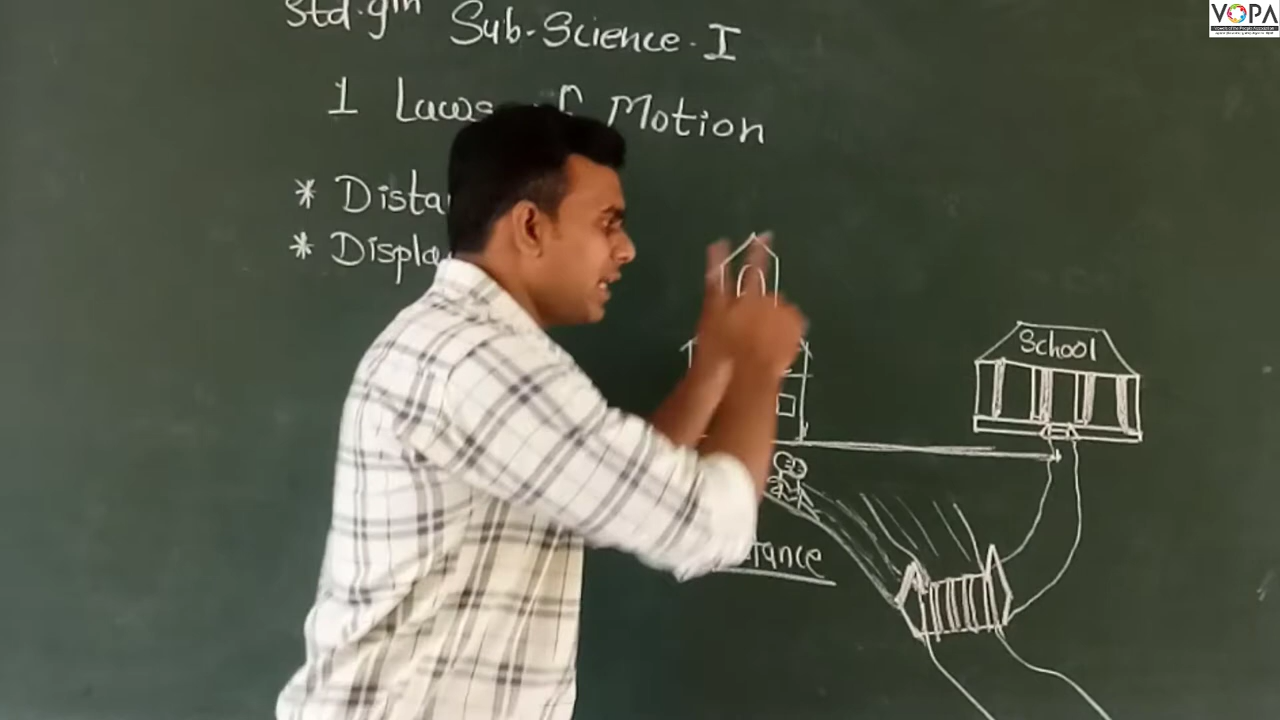 Std.9th Sub-Science-I
1 Laws of Motion
* Dista
* Displa
School
tance
VOPA